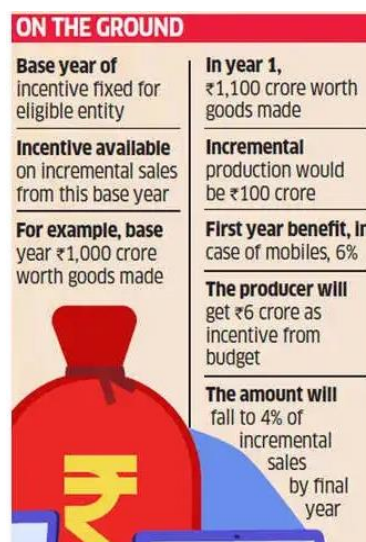 ON THE GROUND
Base year of
incentive fixed for
eligible entity
Incentive available
on incremental sales
from this base year
For example, base
year ₹1,000 crore
worth goods made
In year 1,
₹1,100 crore worth
goods made
Incremental
production would
be ₹100 crore
First year benefit, in
case of mobiles, 6%
The producer will
get ₹6 crore as
incentive from
budget
The amount will
fall to 4% of
incremental
sales
by final
year
₹